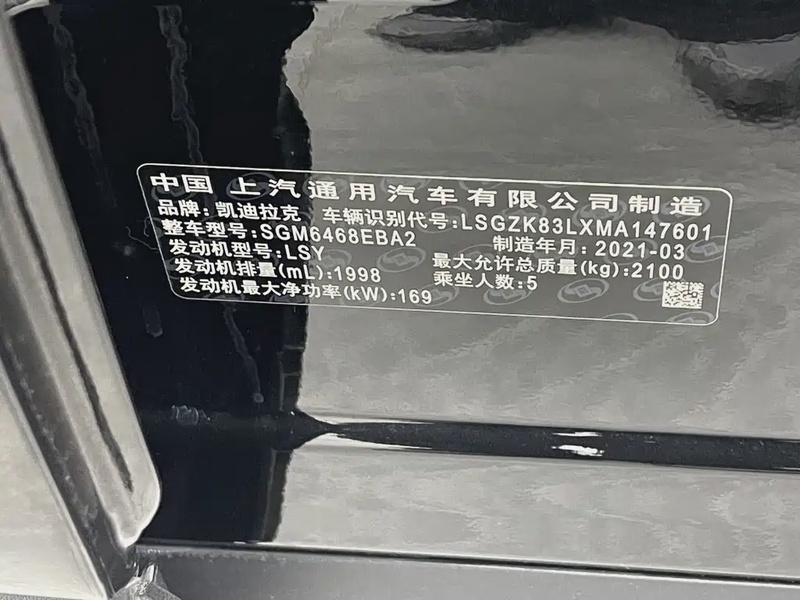 中国 上汽通用汽车有限公司制造
品牌: 凯迪拉克 车辆识别代号:LSGZK83LXMA147601
整车型号:SGM6468EBA2 制造年月: 2021-03
发动机型号:LSY 最大允许总质量(kg):2100
发动机排量(mL):1998 乘坐人数:5
发动机最大净功率(kW):169